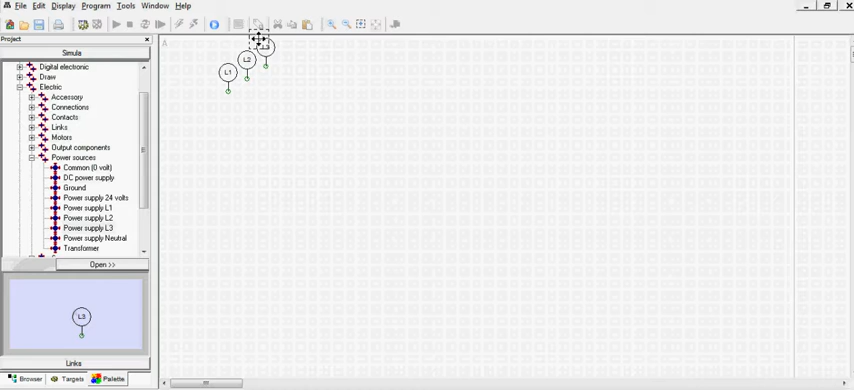 File Edit Display Program Tools Window Help
Project
Simula
Digital electronic
Draw
Electric
Accessory
Connections
Contacts
Links
Motors
Output components
Power sources
Common (0 volt)
DC power supply
Ground
Power supply 24 volts
Power supply L1
Power supply L2
Power supply L3
Power supply Neutral
Transformer
Open >>
L3
Links
Browser Targets Palette
A
L3
L2
L1